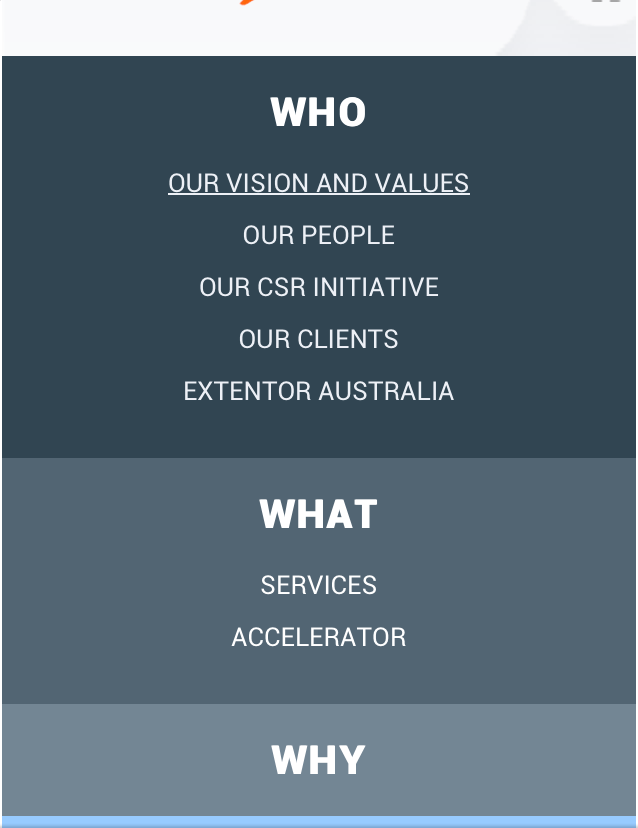 WHO
OUR VISION AND VALUES
OUR PEOPLE
OUR CSR INITIATIVE
OUR CLIENTS
EXTENTOR AUSTRALIA
WHAT
SERVICES
ACCELERATOR
WHY